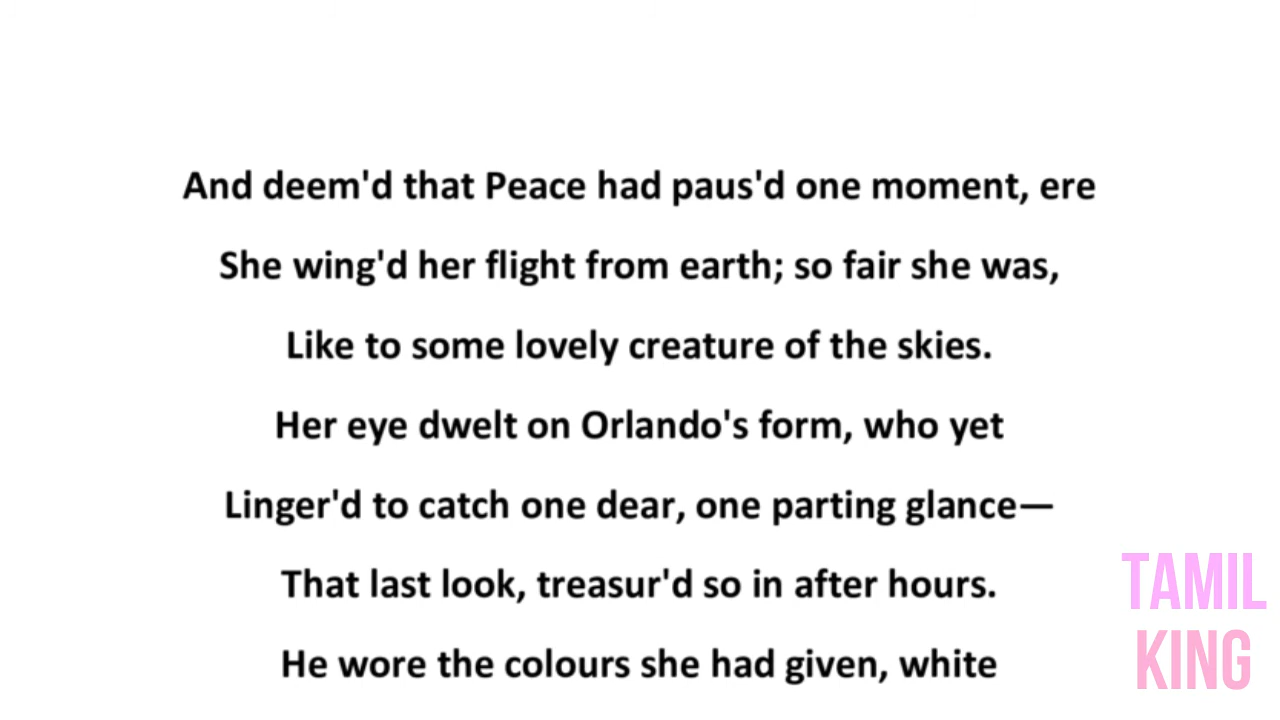 And deem'd that Peace had paus'd one moment, ere
She wing'd her flight from earth; so fair she was,
Like to some lovely creature of the skies.
Her eye dwelt on Orlando's form, who yet
Linger'd to catch one dear, one parting glance—
That last look, treasur'd so in after hours.
He wore the colours she had given, white
TAMIL
KING